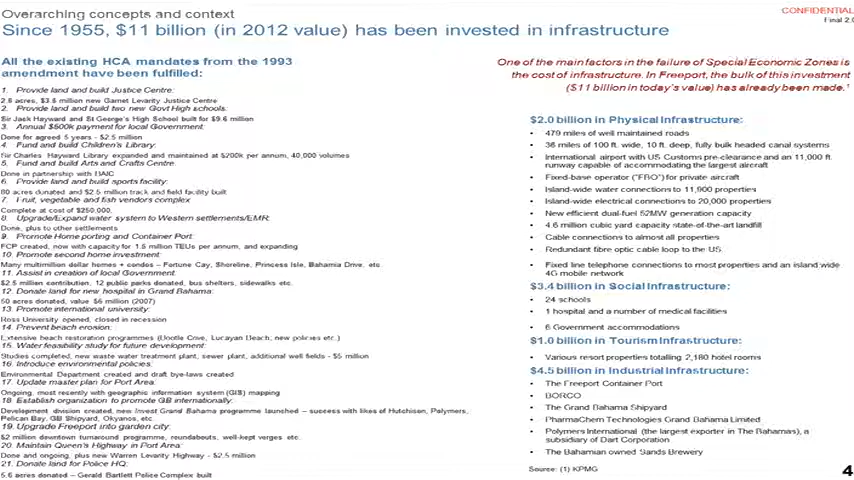 Overarching concepts and context
CONFIDENTIAL
Final 2.0
Since 1955, $11 billion (in 2012 value) has been invested in infrastructure
All the existing HCA mandates from the 1993
amendment have been fulfilled:
1. Provide land and build Justice Centre:
2.8 acres, $3.8 million new Garnet Levarity Justice Centre
2. Provide land and build two new Govt High schools:
Sir Jack Hayward and St George's High School built for $9.6 million
3. Annual $500k payment for local Government:
Done for agreed 5 years - $2.5 million
4. Fund and build Children's Library:
Sir Charles Hayward Library expanded and maintained at $200k per annum, 40,000 volumes
5. Fund and build Arts and Crafts Centre:
Done in partnership with BAIC
6. Provide land and build sports facility:
80 acres donated and $2.5 million track and field facility built
7. Fruit, vegetable and fish vendors complex
Complete at cost of $250,000.
8. Upgrade/Expand water system to Western settlements/EMR:
Done, plus to other settlements
9. Promote Home porting and Container Port:
FCP created, now with capacity for 1.5 million TEUs per annum, and expanding
10. Promote second home investment:
Many multimillion dollar homes + condos – Fortune Cay, Shoreline, Princess Isle, Bahamia Drive, etc
11. Assist in creation of local Government:
$2.5 million contribution, 12 public parks donated, bus shelters, sidewalks etc.
12. Donate land for new hospital in Grand Bahama:
50 acres donated, value $6 million (2007)
13. Promote international university:
Ross University opened, closed in recession
14. Prevent beach erosion:
Extensive beach restoration programmes (Bootle Cove, Lucayan Beach, new policies etc.)
15. Water feasibility study for future development:
Studies completed, new waste water treatment plant, sewer plant, additional well fields - $5 million
16. Introduce environmental policies:
Environmental Department created and draft bye-laws created
17. Update master plan for Port Area:
Ongoing, most recently with geographic information system (GIS) mapping
18. Establish organization to promote GB internationally:
Development division created, new Invest Grand Bahama programme launched – success with likes of Hutchison, Polymers,
Pelican Bay, GB Shipyard, Okyanos, etc.
19. Upgrade Freeport into garden city:
$2 million downtown turnaround programme, roundabouts, well-kept verges etc.
20. Maintain Queen's Highway in Port Area:
Done and ongoing, plus new Warren Levarity Highway - $2.5 million
21. Donate land for Police HQ:
5.6 acres donated – Gerald Bartlett Police Complex built
One of the main factors in the failure of Special Economic Zones is
the cost of infrastructure. In Freeport, the bulk of this investment
($11 billion in today's value) has already been made.¹
$2.0 billion in Physical Infrastructure:
• 479 miles of well maintained roads
• 36 miles of 100 ft. wide, 10 ft. deep, fully bulk headed canal systems
• International airport with US Customs pre-clearance and an 11,000 ft.
runway capable of accommodating the largest aircraft
• Fixed-base operator ("FBO") for private aircraft
• Island-wide water connections to 11,900 properties
• Island-wide electrical connections to 20,000 properties
• New efficient dual-fuel 52MW generation capacity
• 4.6 million cubic yard capacity state-of-the-art landfill
• Cable connections to almost all properties
• Redundant fibre optic cable loop to the US
• Fixed line telephone connections to most properties and an island wide
4G mobile network
$3.4 billion in Social Infrastructure:
• 24 schools
• 1 hospital and a number of medical facilities
• 6 Government accommodations
$1.0 billion in Tourism Infrastructure:
• Various resort properties totalling 2,180 hotel rooms
$4.5 billion in Industrial Infrastructure:
• The Freeport Container Port
• BORCO
• The Grand Bahama Shipyard
• PharmaChem Technologies Grand Bahama Limited
• Polymers International (the largest exporter in The Bahamas), a
subsidiary of Dart Corporation
• The Bahamian owned Sands Brewery
Source: (1) KPMG
4